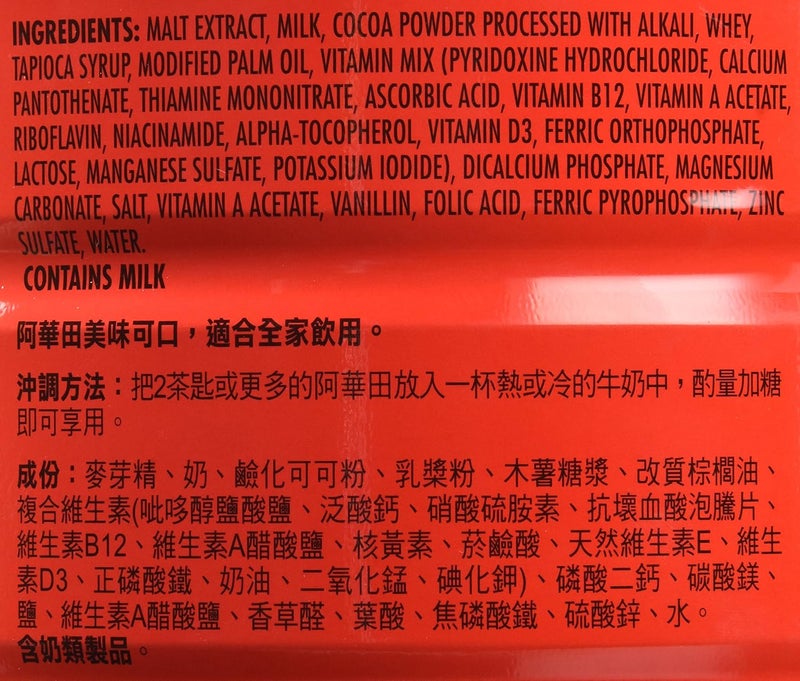 INGREDIENTS: MALT EXTRACT, MILK, COCOA POWDER PROCESSED WITH ALKALI, WHEY,
TAPIOCA SYRUP, MODIFIED PALM OIL, VITAMIN MIX (PYRIDOXINE HYDROCHLORIDE, CALCIUM
PANTOTHENATE, THIAMINE MONONITRATE, ASCORBIC ACID, VITAMIN B12, VITAMIN A ACETATE,
RIBOFLAVIN, NIACINAMIDE, ALPHA-TOCOPHEROL, VITAMIN D3, FERRIC ORTHOPHOSPHATE,
LACTOSE, MANGANESE SULFATE, POTASSIUM IODIDE), DICALCIUM PHOSPHATE, MAGNESIUM
CARBONATE, SALT, VITAMIN A ACETATE, VANILLIN, FOLIC ACID, FERRIC PYROPHOSPHATE, ZINC
SULFATE, WATER.
CONTAINS MILK
阿華田美味可口，適合全家飲用。
沖調方法：把2茶匙或更多的阿華田放入一杯熱或冷的牛奶中，酌量加糖
即可享用。
成份：麥芽精、奶、鹼化可可粉、乳漿粉、木薯糖漿、改質棕櫚油、
複合維生素(吡哆醇鹽酸鹽、泛酸鈣、硝酸硫胺素、抗壞血酸泡騰片、
維生素B12、維生素A醋酸鹽 核黃素、菸鹼酸、天然維生素E、維生
素D3、正磷酸鐵、奶油、二氧化錳、碘化鉀)、磷酸二鈣、碳酸鎂、
鹽、維生素A醋酸鹽、香草醛、葉酸、焦磷酸鐵、硫酸鋅、水。
含奶類製品。